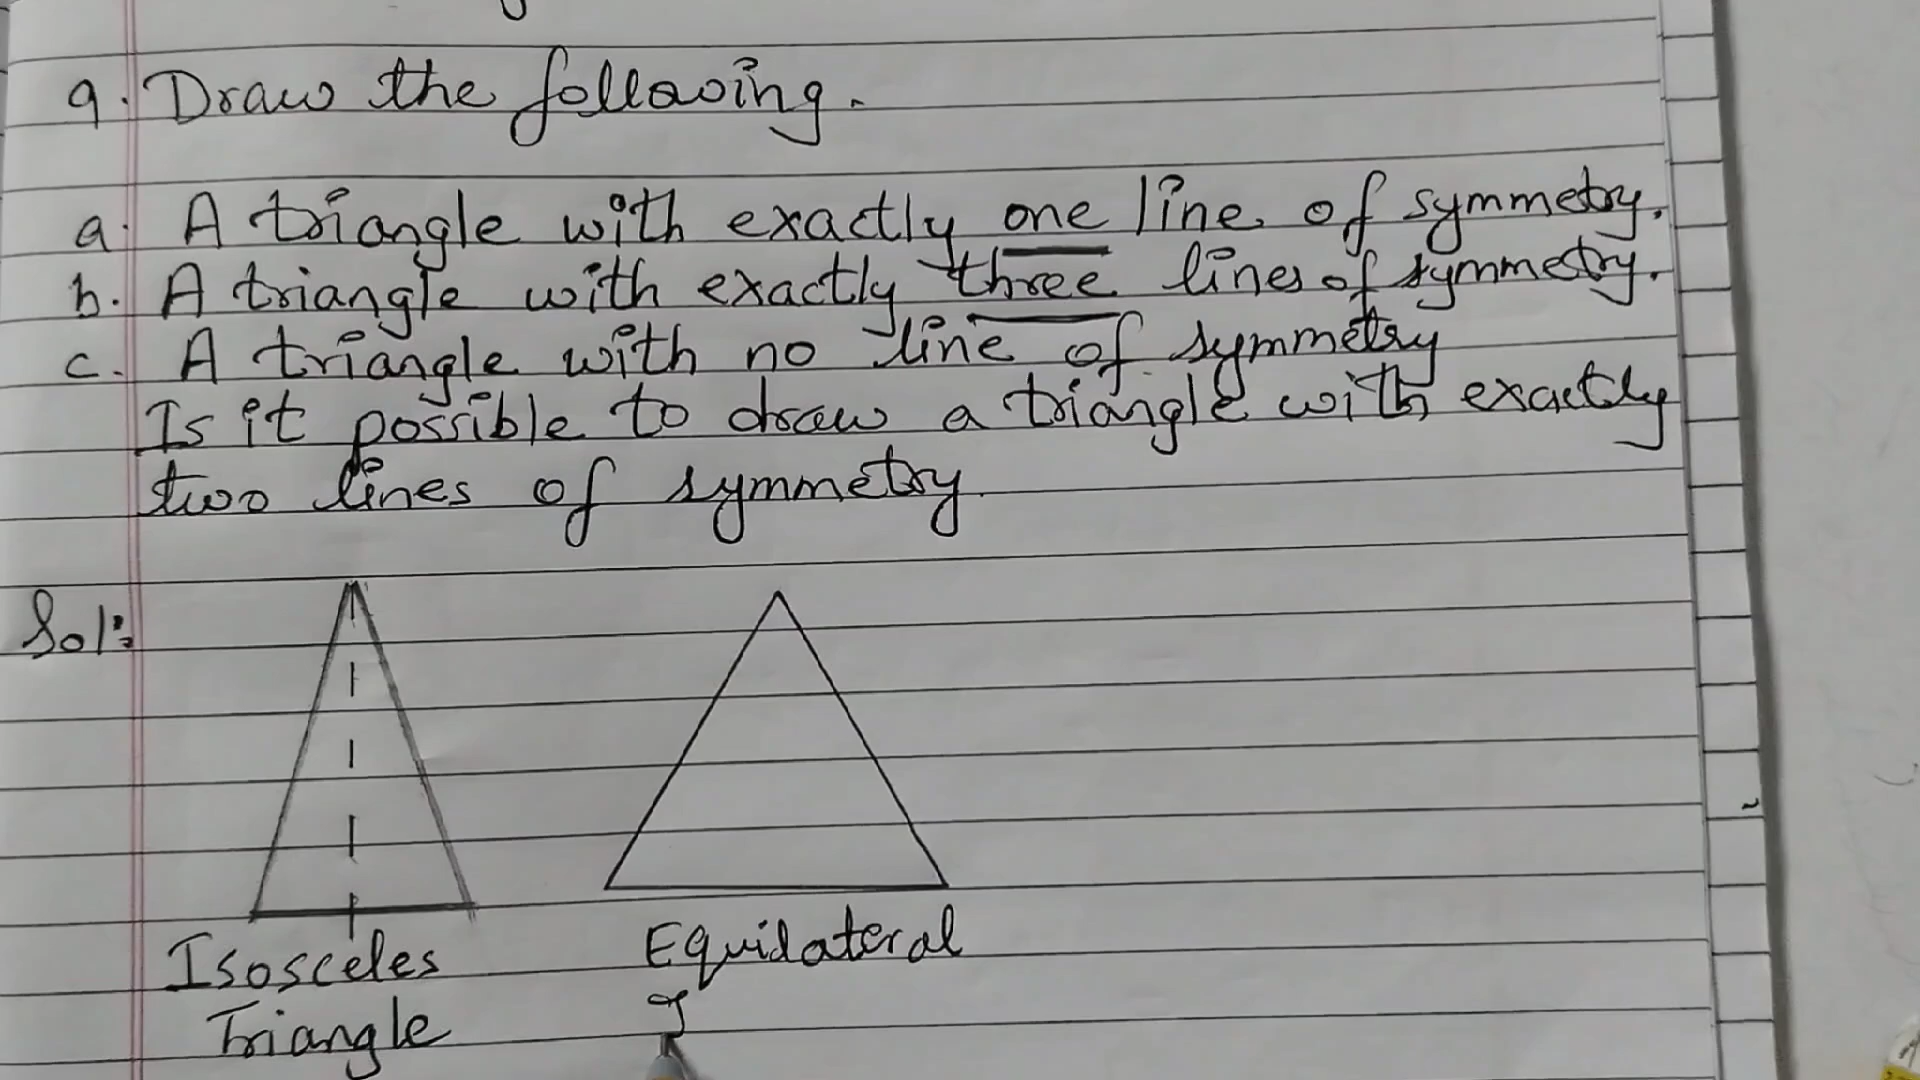 9. Draw the following.
a. A triangle with exactly one line of symmetry.
b. A triangle with exactly three lines of symmetry.
c. A triangle with no line of symmetry
Is it possible to draw a triangle with exactly
two lines of symmetry.
Sol:
Isosceles
Triangle
Equilateral
T